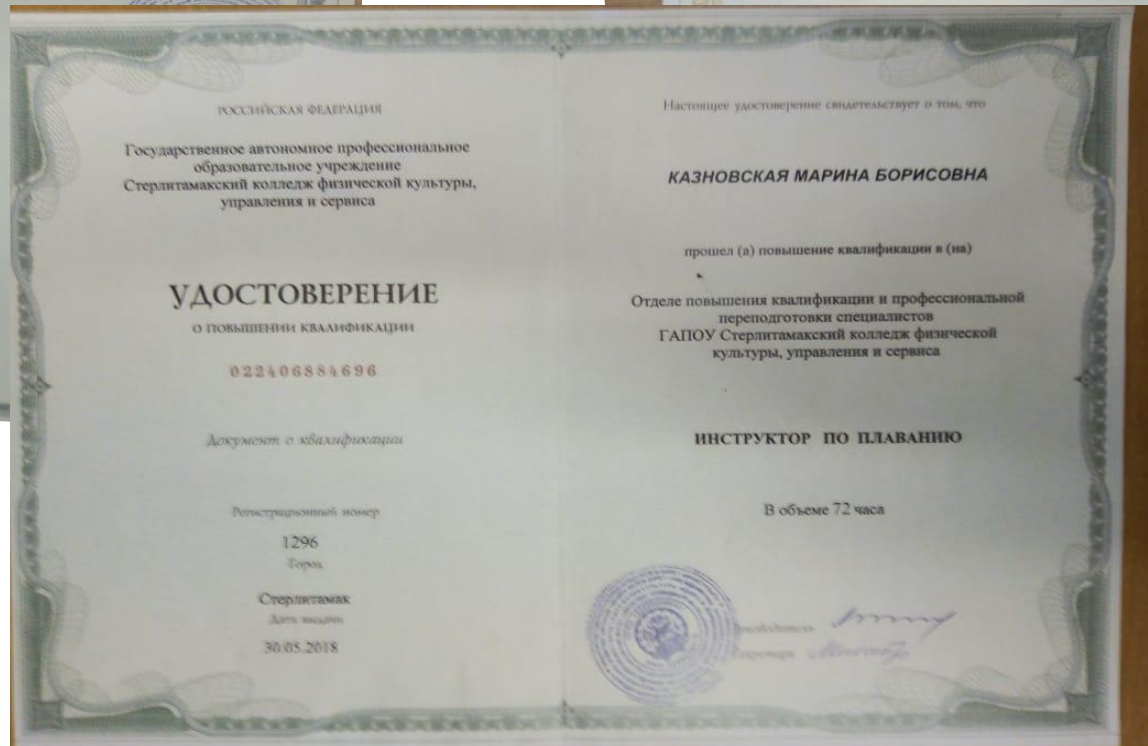 РОССИЙСКАЯ ФЕДЕРАЦИЯ
Государственное автономное профессиональное
образовательное учреждение
Стерлитамакский колледж физической культуры,
управления и сервиса
УДОСТОВЕРЕНИЕ
О ПОВЫШЕНИИ КВАЛИФИКАЦИИ
022406884696
Документ о квалификации
Регистрационный номер
1296
Город
Стерлитамак
Дата выдачи
30.05.2018
Настоящее удостоверение свидетельствует о том, что
КАЗНОВСКАЯ МАРИНА БОРИСОВНА
прошел (а) повышение квалификации в (на)
Отделе повышения квалификации и профессиональной
переподготовки специалистов
ГАПОУ Стерлитамакский колледж физической
культуры, управления и сервиса
ИНСТРУКТОР ПО ПЛАВАНИЮ
В объеме 72 часа
Руководитель
Секретарь